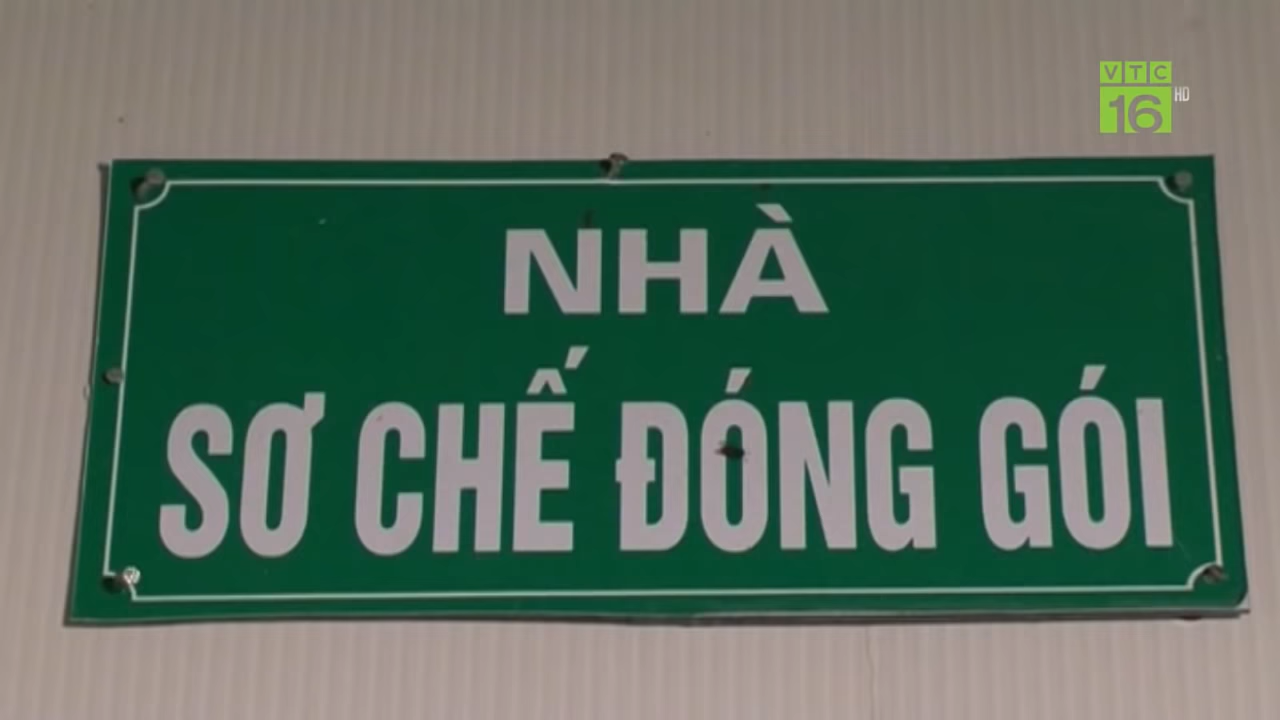 VTC
16 HD
NHÀ
SƠ CHẾ ĐÓNG GÓI